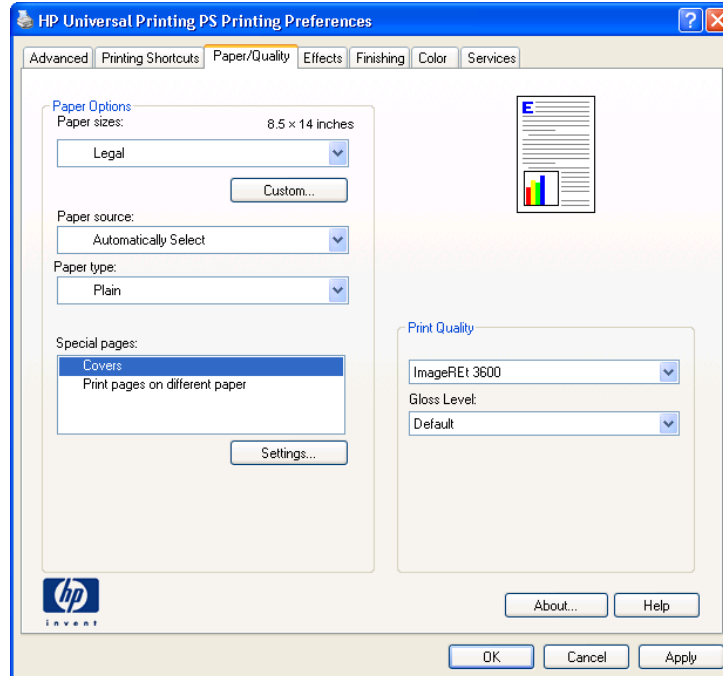 HP Universal Printing PS Printing Preferences
Advanced Printing Shortcuts Paper/Quality Effects Finishing Color Services
Paper Options
Paper sizes: 8.5 × 14 inches
Legal
Custom...
Paper source:
Automatically Select
Paper type:
Plain
Special pages:
Covers
Print pages on different paper
Settings...
E
Print Quality
ImageREt 3600
Gloss Level:
Default
hp
invent
About... Help
OK Cancel Apply